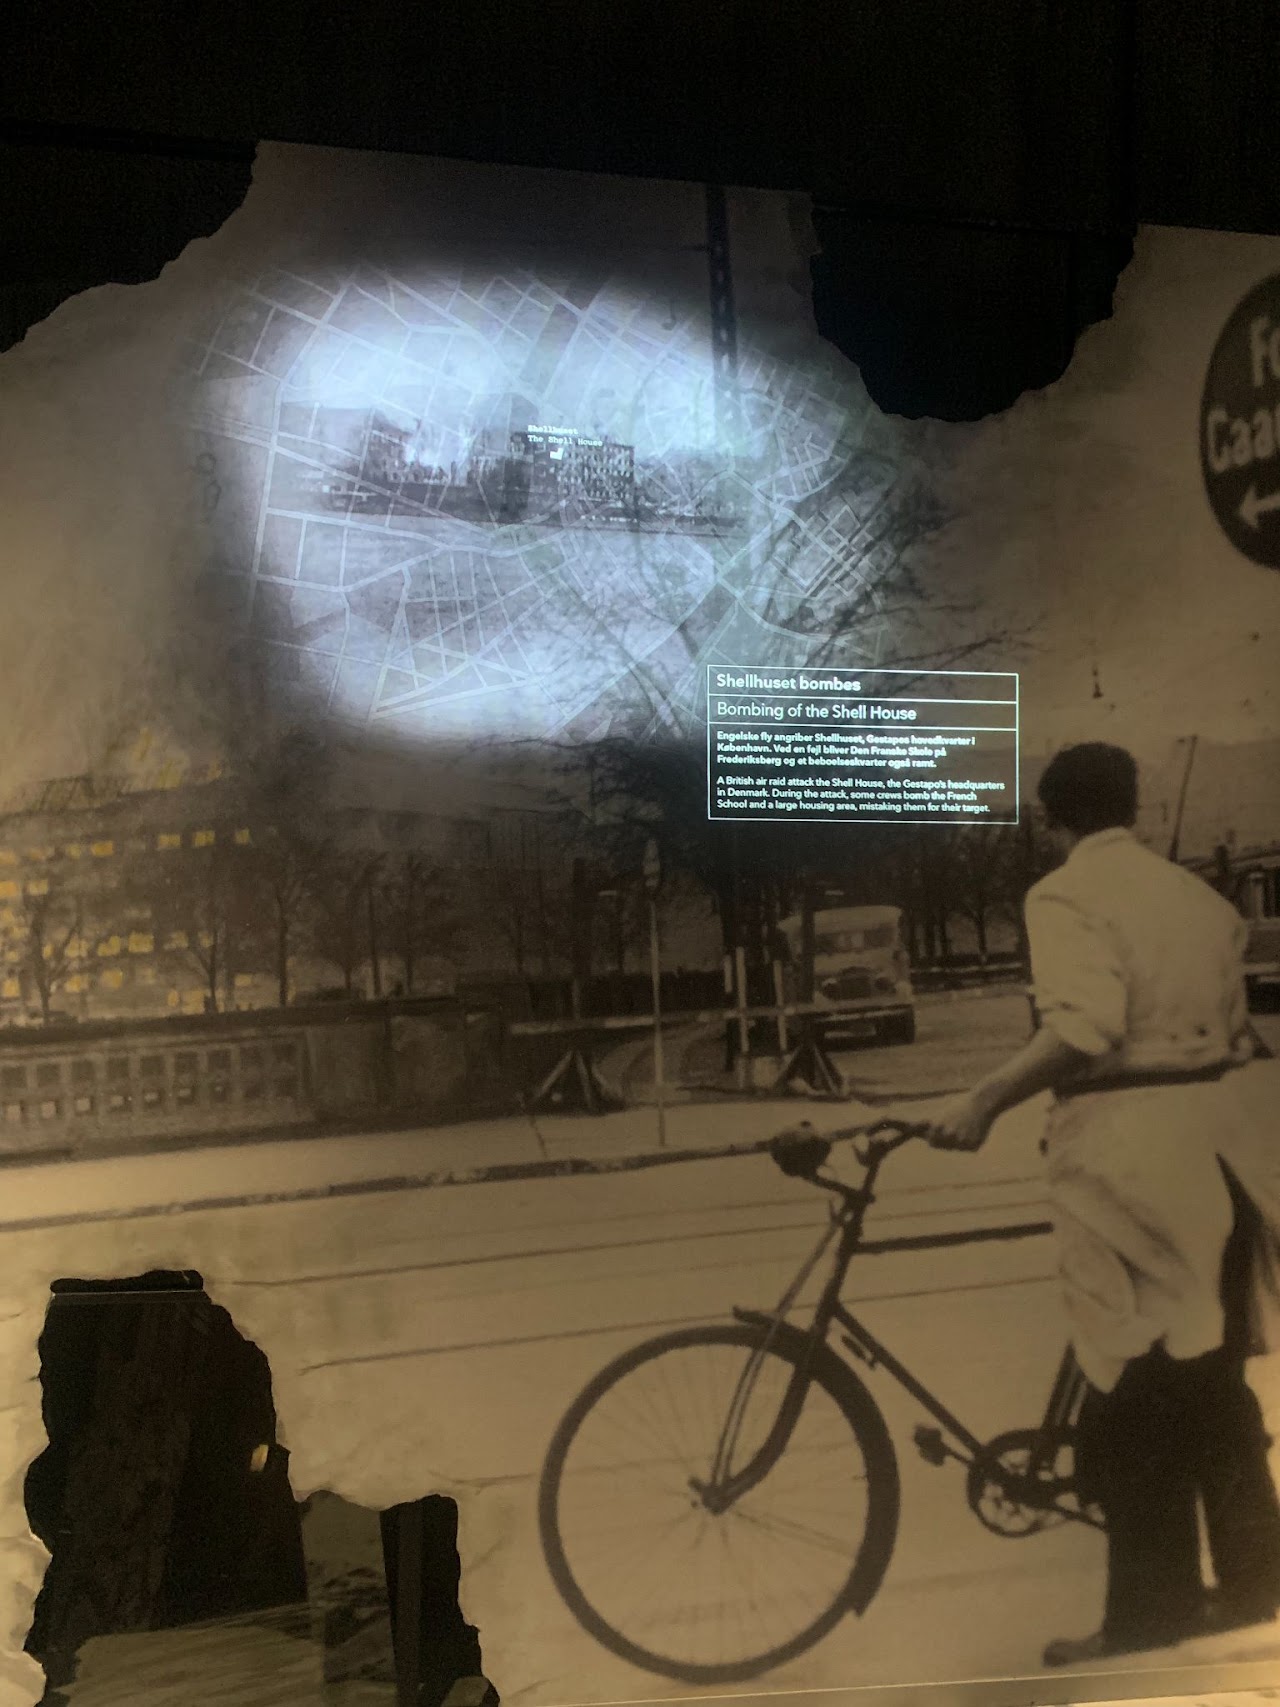 Shellhuset
The Shell House
Shellhuset bombes
Bombing of the Shell House
Engelske fly angriber Shellhuset, Gestapos hovedkvarter i
København. Ved en fejl bliver Den Franske Skole på
Frederiksberg og et beboelseskvarter også ramt.
A British air raid attack the Shell House, the Gestapo's headquarters
in Denmark. During the attack, some crews bomb the French
School and a large housing area, mistaking them for their target.